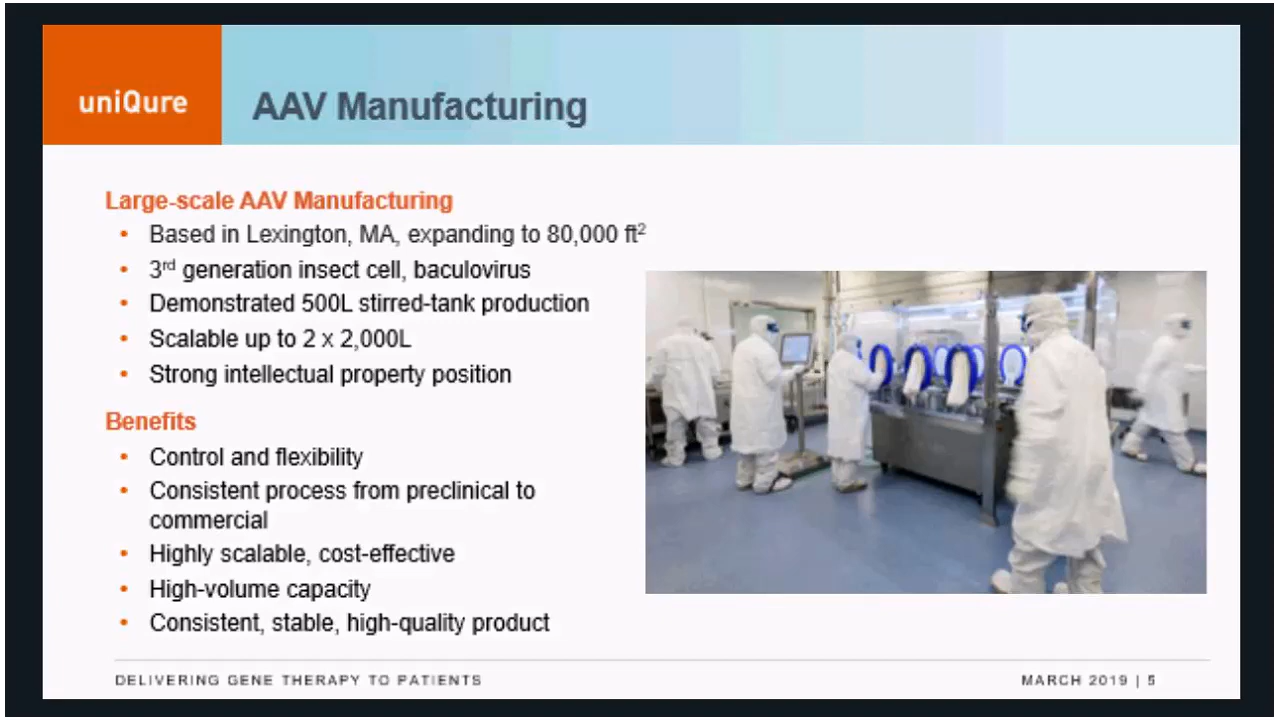 uniQure
AAV Manufacturing
Large-scale AAV Manufacturing
• Based in Lexington, MA, expanding to 80,000 ft²
• 3rd generation insect cell, baculovirus
• Demonstrated 500L stirred-tank production
• Scalable up to 2 x 2,000L
• Strong intellectual property position
Benefits
• Control and flexibility
• Consistent process from preclinical to
commercial
• Highly scalable, cost-effective
• High-volume capacity
• Consistent, stable, high-quality product
DELIVERING GENE THERAPY TO PATIENTS
MARCH 2019 | 5